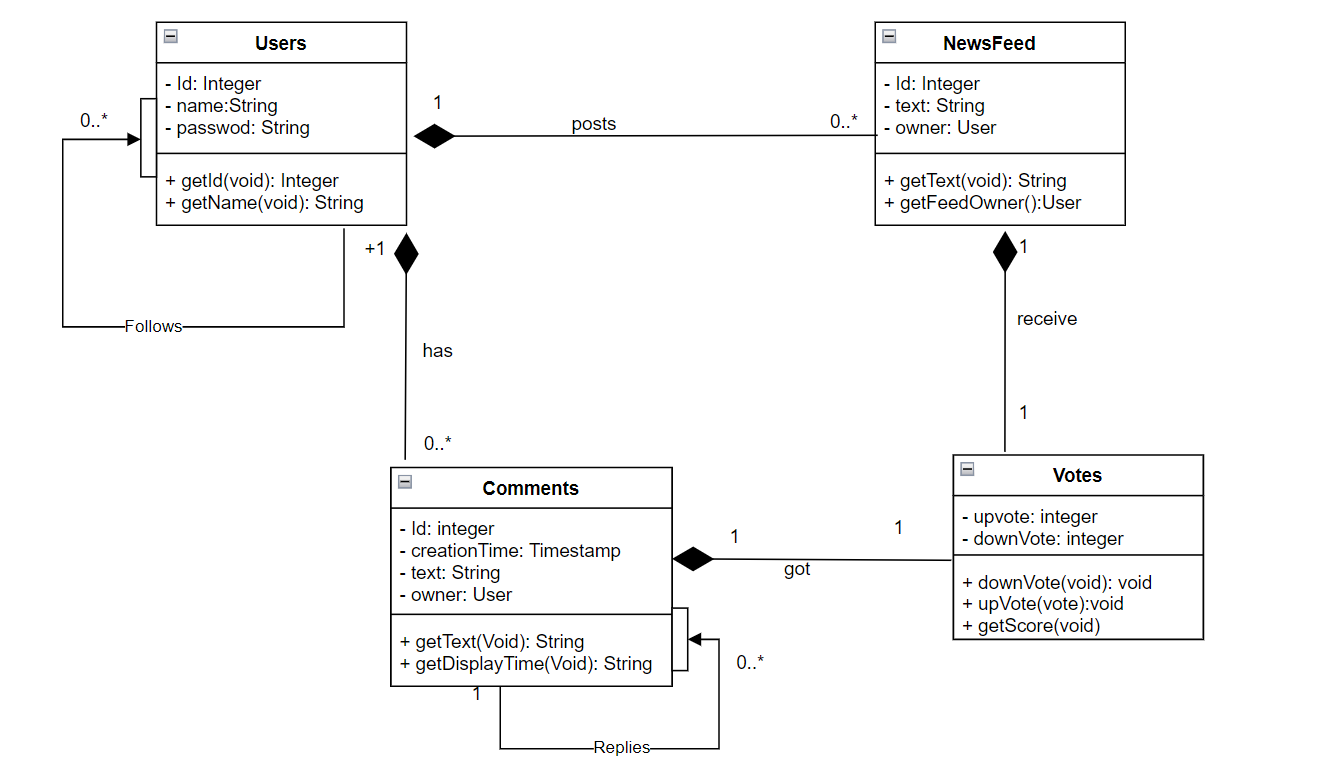 Users
- Id: Integer
- name:String
- passwod: String
+ getId(void): Integer
+ getName(void): String
0..*
Follows
1
posts
0..*
NewsFeed
- Id: Integer
- text: String
- owner: User
+ getText(void): String
+ getFeedOwner():User
+1
has
0..*
1
receive
1
Comments
- Id: integer
- creationTime: Timestamp
- text: String
- owner: User
+ getText(Void): String
+ getDisplayTime(Void): String
1
got
1
Votes
- upvote: integer
- downVote: integer
+ downVote(void): void
+ upVote(vote):void
+ getScore(void)
1
0..*
Replies